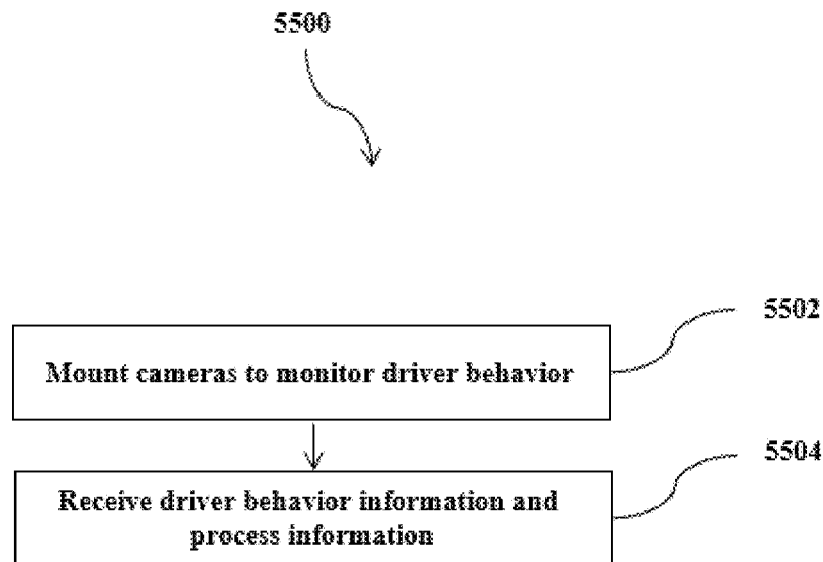 5500
5502
Mount cameras to monitor driver behavior
5504
Receive driver behavior information and
process information